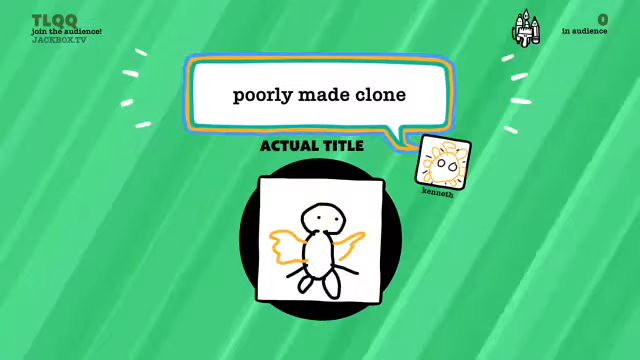 TLQQ
join the audience!
JACKBOX.TV
0
in audience
poorly made clone
ACTUAL TITLE
kenneth